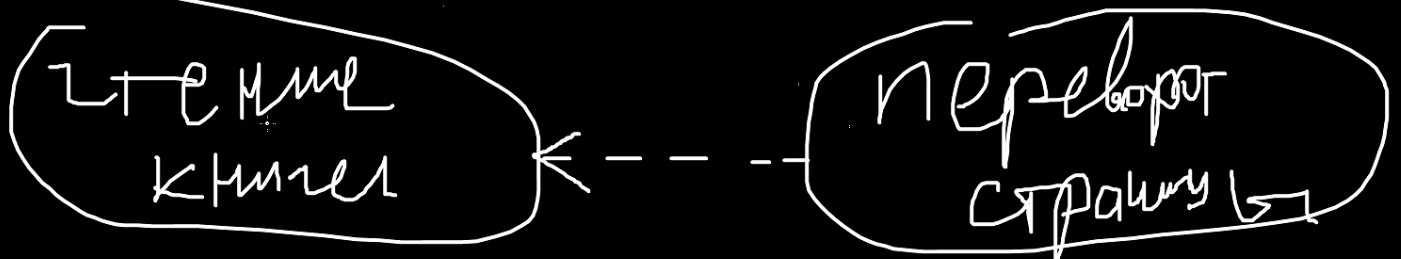 чтение
книги
переворот
страницы